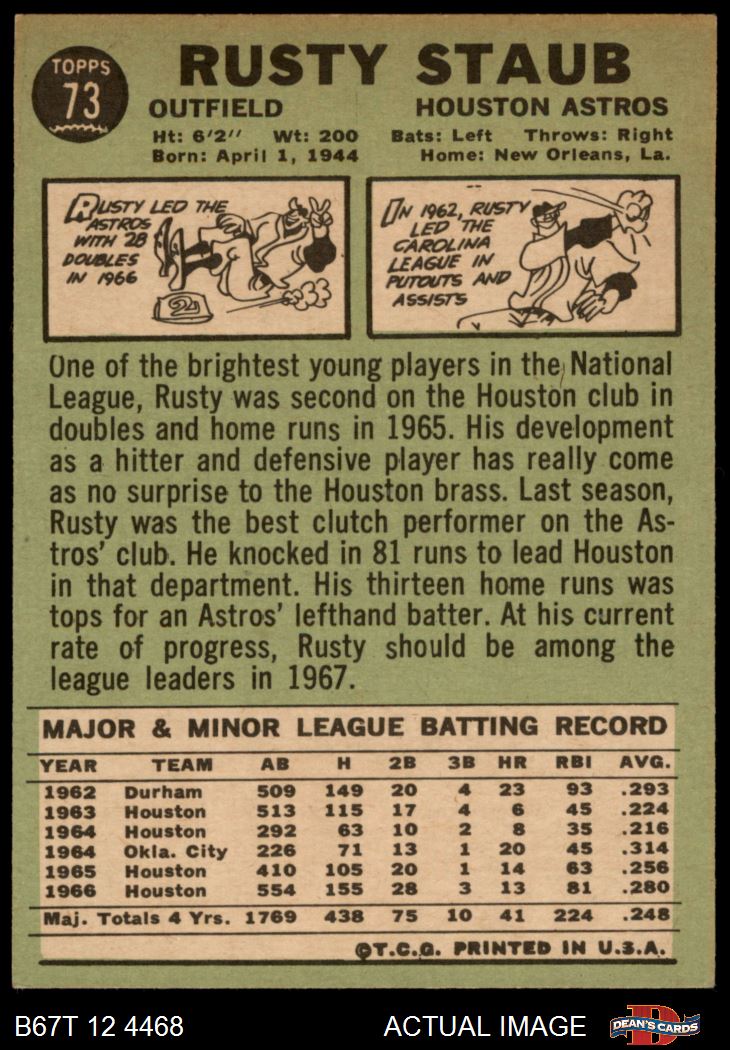 TOPPS
73
RUSTY STAUB
OUTFIELD HOUSTON ASTROS
Ht: 6'2" Wt: 200 Bats: Left Throws: Right
Born: April 1, 1944 Home: New Orleans, La.
RUSTY LED THE
ASTROS
WITH 28
DOUBLES
IN 1966
2
IN 1962, RUSTY
LED THE
CAROLINA
LEAGUE IN
PUTOUTS AND
ASSISTS
One of the brightest young players in the National
League, Rusty was second on the Houston club in
doubles and home runs in 1965. His development
as a hitter and defensive player has really come
as no surprise to the Houston brass. Last season,
Rusty was the best clutch performer on the As-
tros' club. He knocked in 81 runs to lead Houston
in that department. His thirteen home runs was
tops for an Astros' lefthand batter. At his current
rate of progress, Rusty should be among the
league leaders in 1967.
MAJOR & MINOR LEAGUE BATTING RECORD
YEAR TEAM AB H 2B 3B HR RBI AVG.
1962 Durham 509 149 20 4 23 93 .293
1963 Houston 513 115 17 4 6 45 .224
1964 Houston 292 63 10 2 8 35 .216
1964 Okla. City 226 71 13 1 20 45 .314
1965 Houston 410 105 20 1 14 63 .256
1966 Houston 554 155 28 3 13 81 .280
Maj. Totals 4 Yrs. 1769 438 75 10 41 224 .248
©T.C.G. PRINTED IN U.S.A.
B67T 12 4468 ACTUAL IMAGE D DEAN'S CARDS